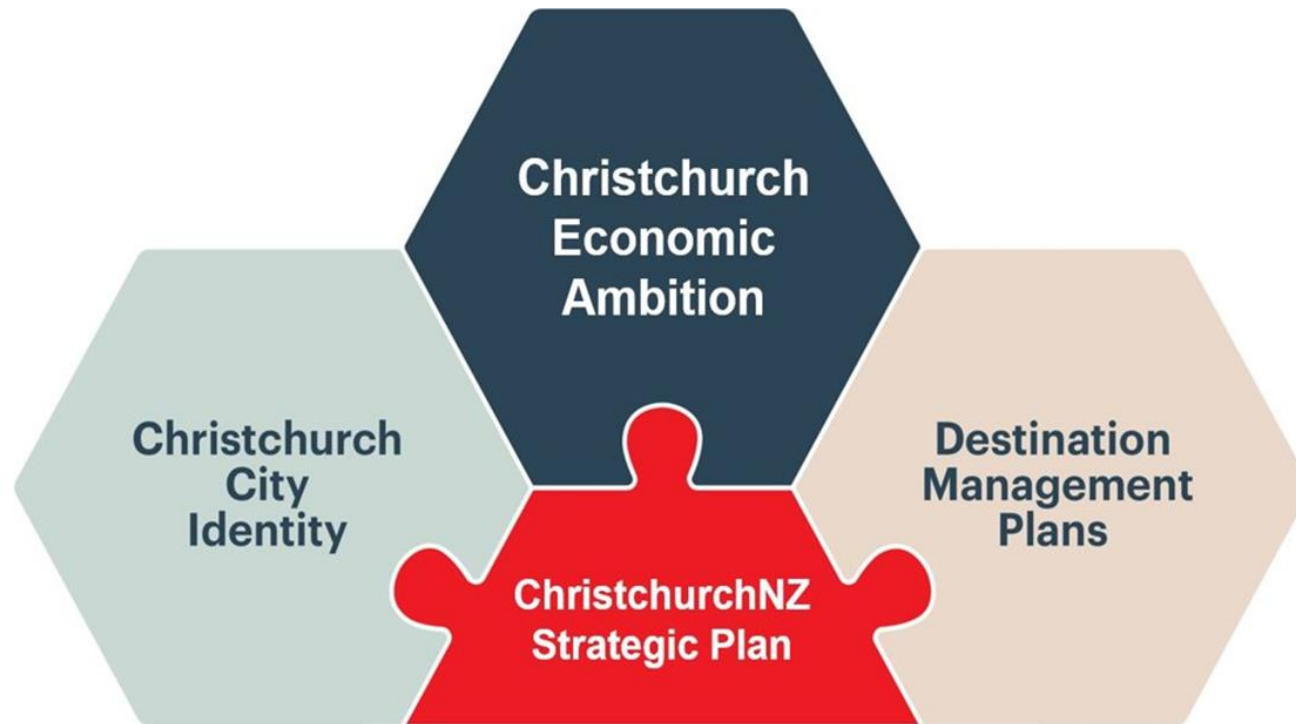 Christchurch
Economic
Ambition
Christchurch
City
Identity
Destination
Management
Plans
ChristchurchNZ
Strategic Plan